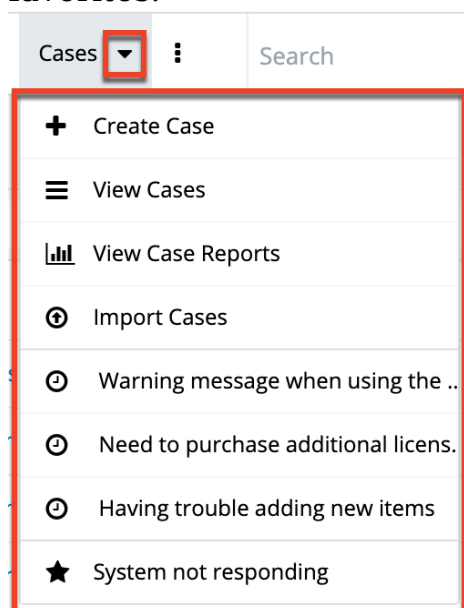 favorites.
Cases
Search
Create Case
View Cases
View Case Reports
Import Cases
Warning message when using the ..
Need to purchase additional licens.
Having trouble adding new items
System not responding